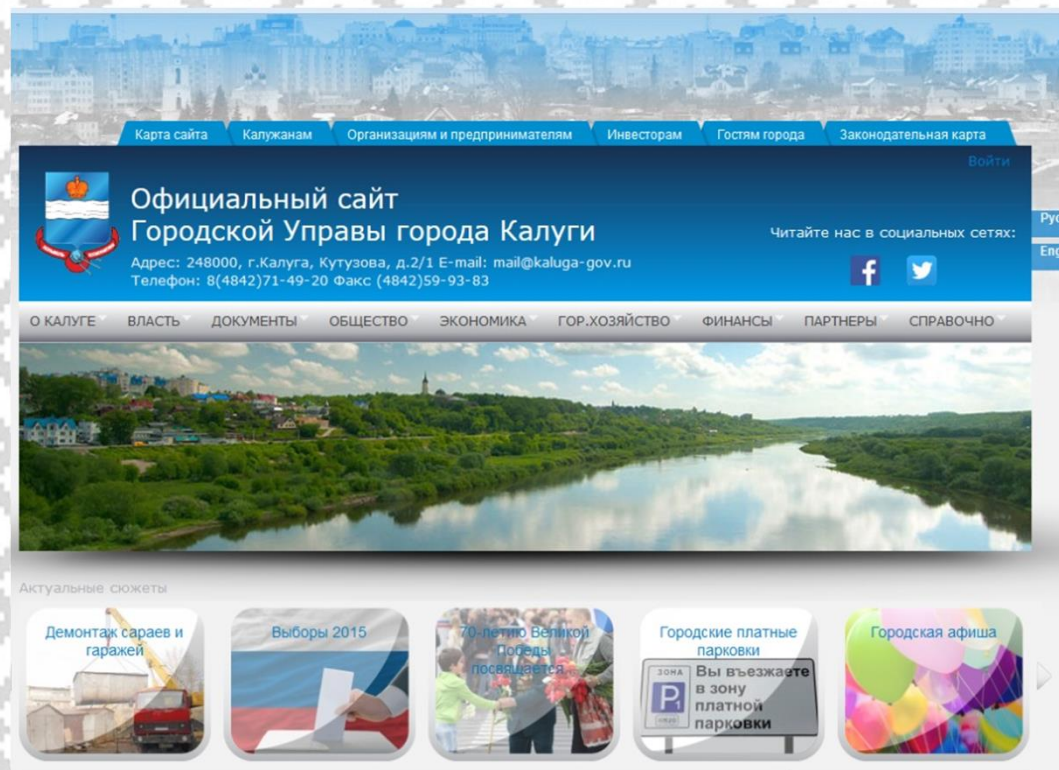 Карта сайта
Калужанам
Организациям и предпринимателям
Инвесторам
Гостям города
Законодательная карта
Войти
Официальный сайт
Городской Управы города Калуги
Адрес: 248000, г.Калуга, Кутузова, д.2/1 E-mail: mail@kaluga-gov.ru
Телефон: 8(4842)71-49-20 Факс (4842)59-93-83
Читайте нас в социальных сетях:
Рус
Eng
О КАЛУГЕ
ВЛАСТЬ
ДОКУМЕНТЫ
ОБЩЕСТВО
ЭКОНОМИКА
ГОР.ХОЗЯЙСТВО
ФИНАНСЫ
ПАРТНЕРЫ
СПРАВОЧНО
Актуальные сюжеты
Демонтаж сараев и
гаражей
Выборы 2015
70-летию Великой
Победы
посвящается...
Городские платные
парковки
ЗОНА
P1
Вы въезжаете
в зону
платной
парковки
Городская афиша